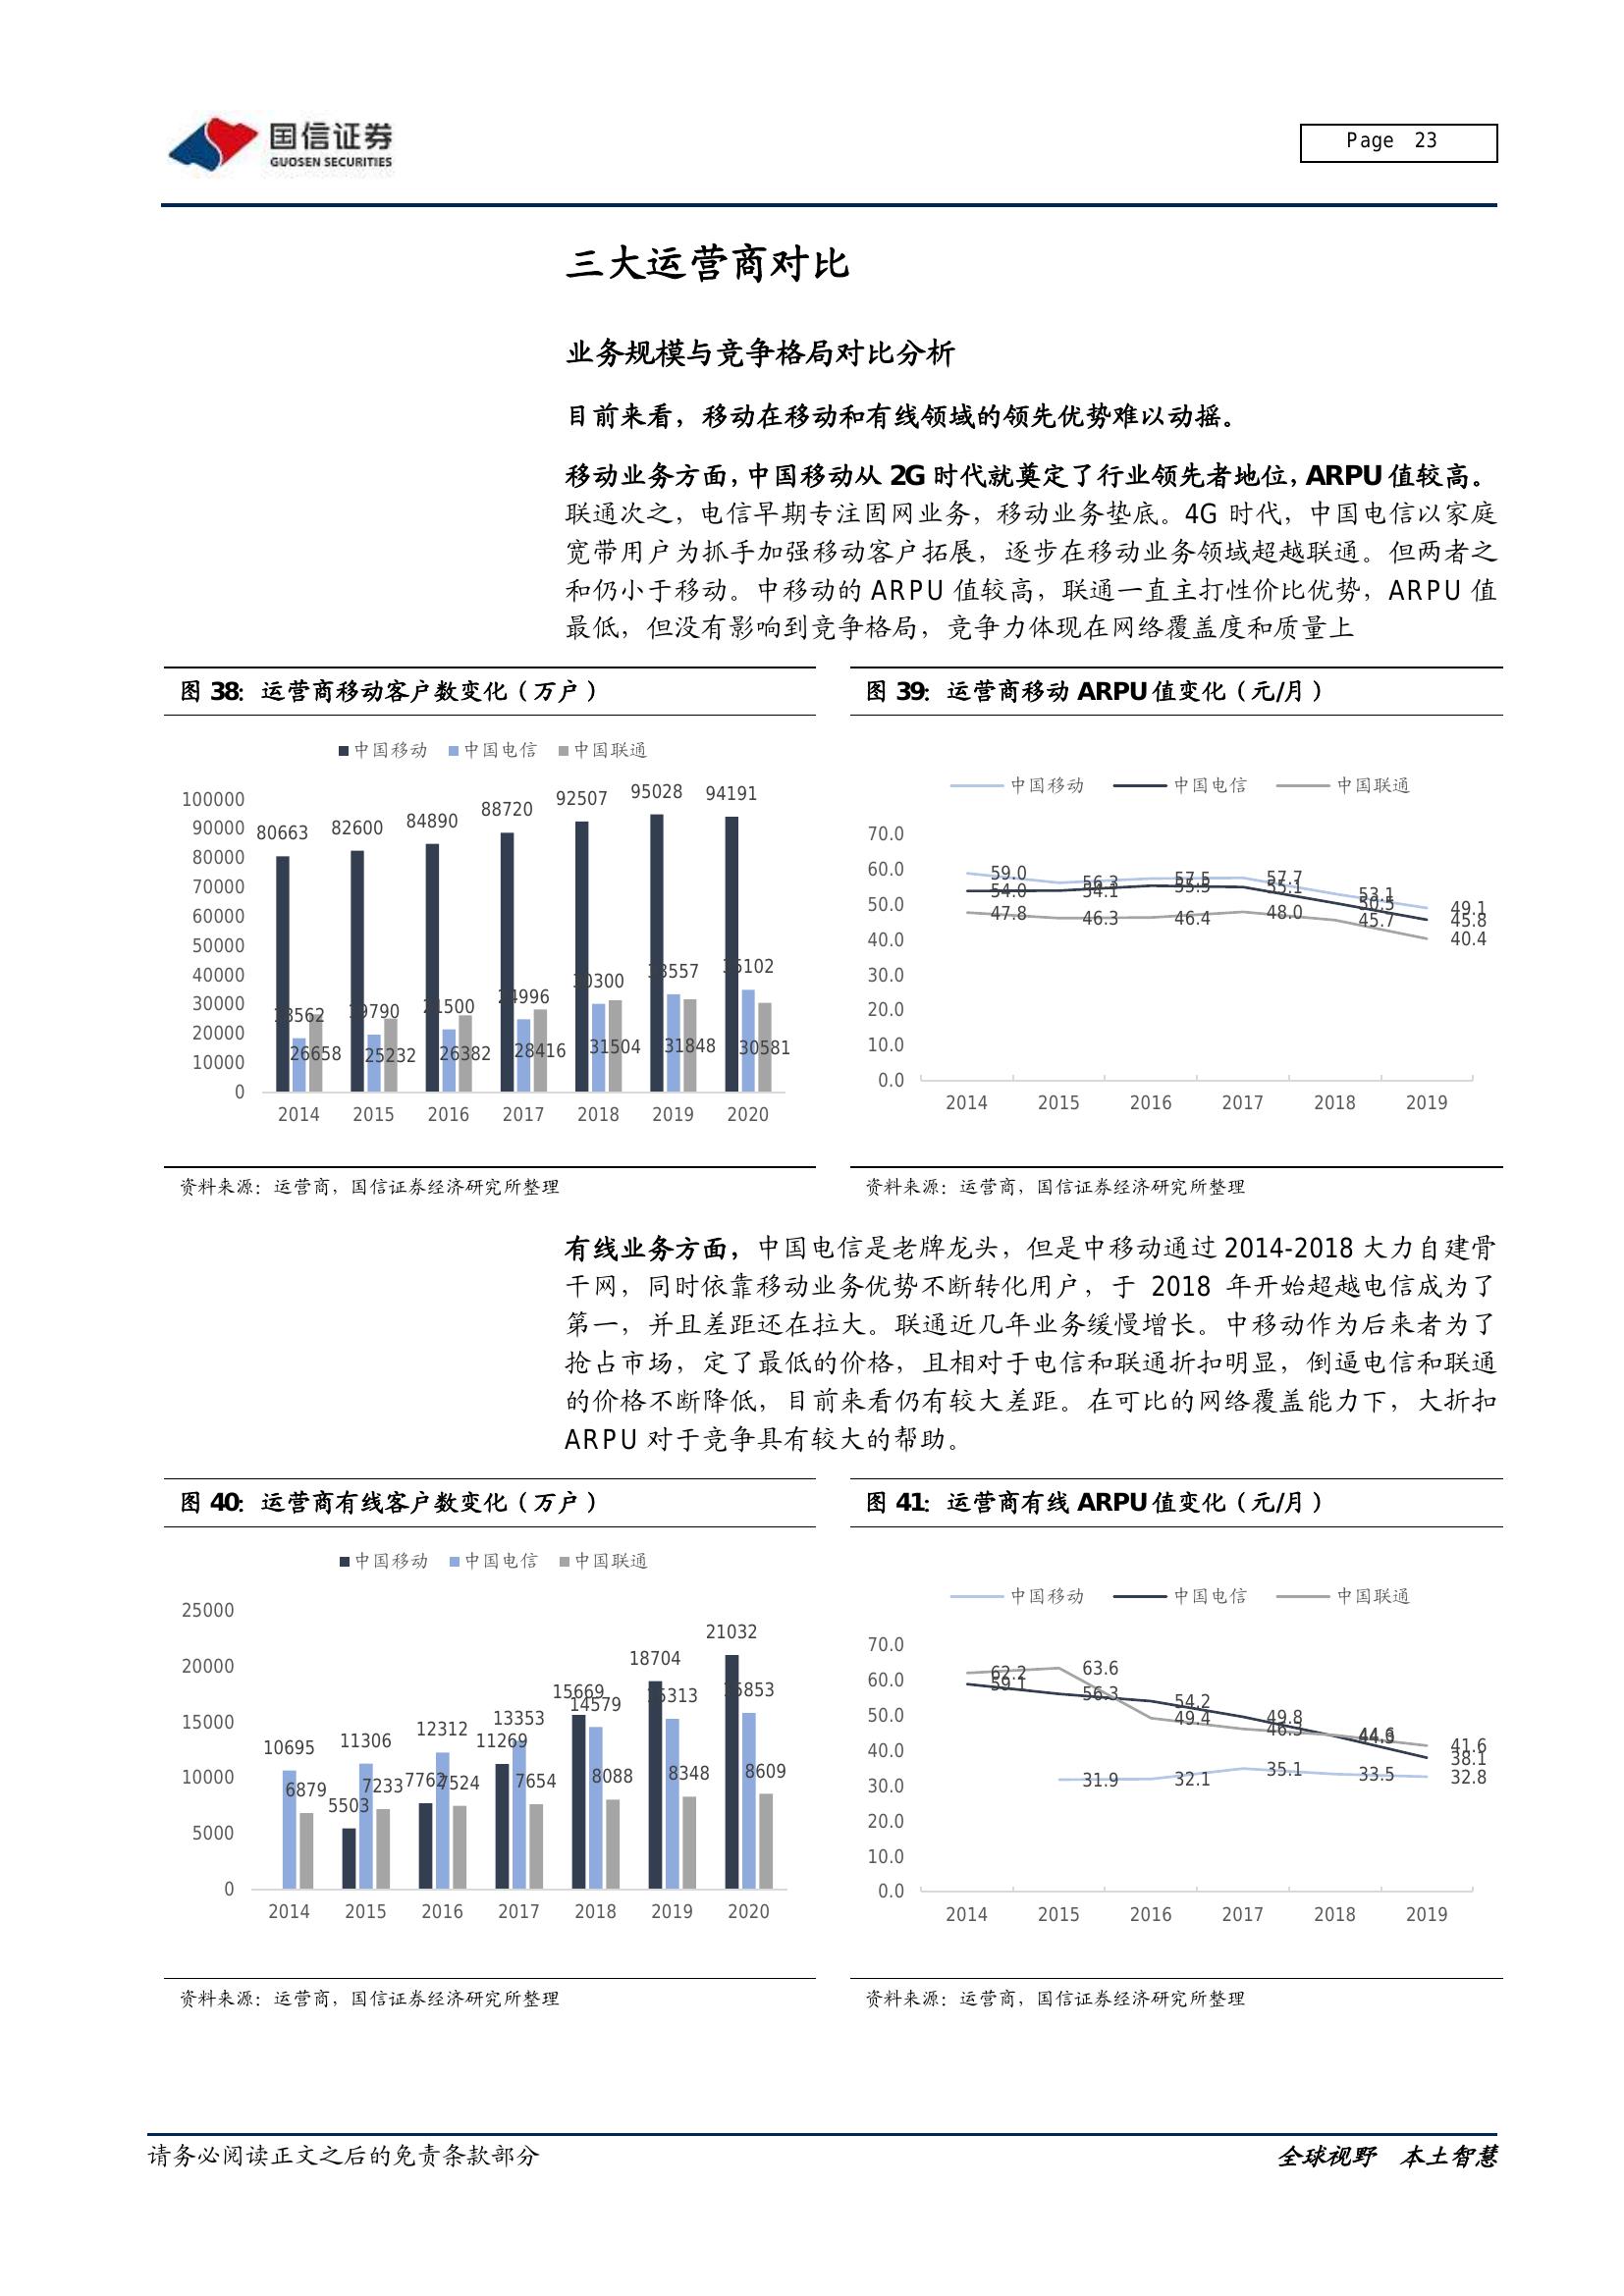 国信证券
GUOSEN SECURITIES
Page 23
三大运营商对比
业务规模与竞争格局对比分析
目前来看，移动在移动和有线领域的领先优势难以动摇。
移动业务方面，中国移动从 2G 时代就奠定了行业领先者地位，ARPU 值较高。
联通次之，电信早期专注固网业务，移动业务垫底。4G 时代，中国电信以家庭
宽带用户为抓手加强移动客户拓展，逐步在移动业务领域超越联通。但两者之
和仍小于移动。中移动的 ARPU 值较高，联通一直主打性价比优势，ARPU 值
最低，但没有影响到竞争格局，竞争力体现在网络覆盖度和质量上
图 38：运营商移动客户数变化（万户）
中国移动 中国电信 中国联通
100000
90000
80000
70000
60000
50000
40000
30000
20000
10000
0
80663 82600 84890 88720 92507 95028 94191
18562 19790 21500 24996 30300 33557 35102
26658 25232 26382 28416 31504 31848 30581
2014 2015 2016 2017 2018 2019 2020
资料来源：运营商，国信证券经济研究所整理
图 39：运营商移动 ARPU 值变化（元/月）
中国移动 中国电信 中国联通
70.0
60.0
50.0
40.0
30.0
20.0
10.0
0.0
59.0 56.3 57.5 57.7 53.1 49.1
54.0 54.1 55.5 55.1 50.5 45.8
47.8 46.3 46.4 48.0 45.7 40.4
2014 2015 2016 2017 2018 2019
资料来源：运营商，国信证券经济研究所整理
有线业务方面，中国电信是老牌龙头，但是中移动通过 2014-2018 大力自建骨
干网，同时依靠移动业务优势不断转化用户，于 2018 年开始超越电信成为了
第一，并且差距还在拉大。联通近几年业务缓慢增长。中移动作为后来者为了
抢占市场，定了最低的价格，且相对于电信和联通折扣明显，倒逼电信和联通
的价格不断降低，目前来看仍有较大差距。在可比的网络覆盖能力下，大折扣
ARPU 对于竞争具有较大的帮助。
图 40：运营商有线客户数变化（万户）
中国移动 中国电信 中国联通
25000
20000
15000
10000
5000
0
5503 7762 11269 15669 18704 21032
10695 11306 12312 13353 14579 15313 15853
6879 7233 7524 7654 8088 8348 8609
2014 2015 2016 2017 2018 2019 2020
资料来源：运营商，国信证券经济研究所整理
图 41：运营商有线 ARPU 值变化（元/月）
中国移动 中国电信 中国联通
70.0
60.0
50.0
40.0
30.0
20.0
10.0
0.0
62.2 63.6 49.4 46.3 41.6
59.1 56.3 54.2 49.8 38.1
31.9 32.1 35.1 33.5 32.8
2014 2015 2016 2017 2018 2019
资料来源：运营商，国信证券经济研究所整理
请务必阅读正文之后的免责条款部分
全球视野 本土智慧